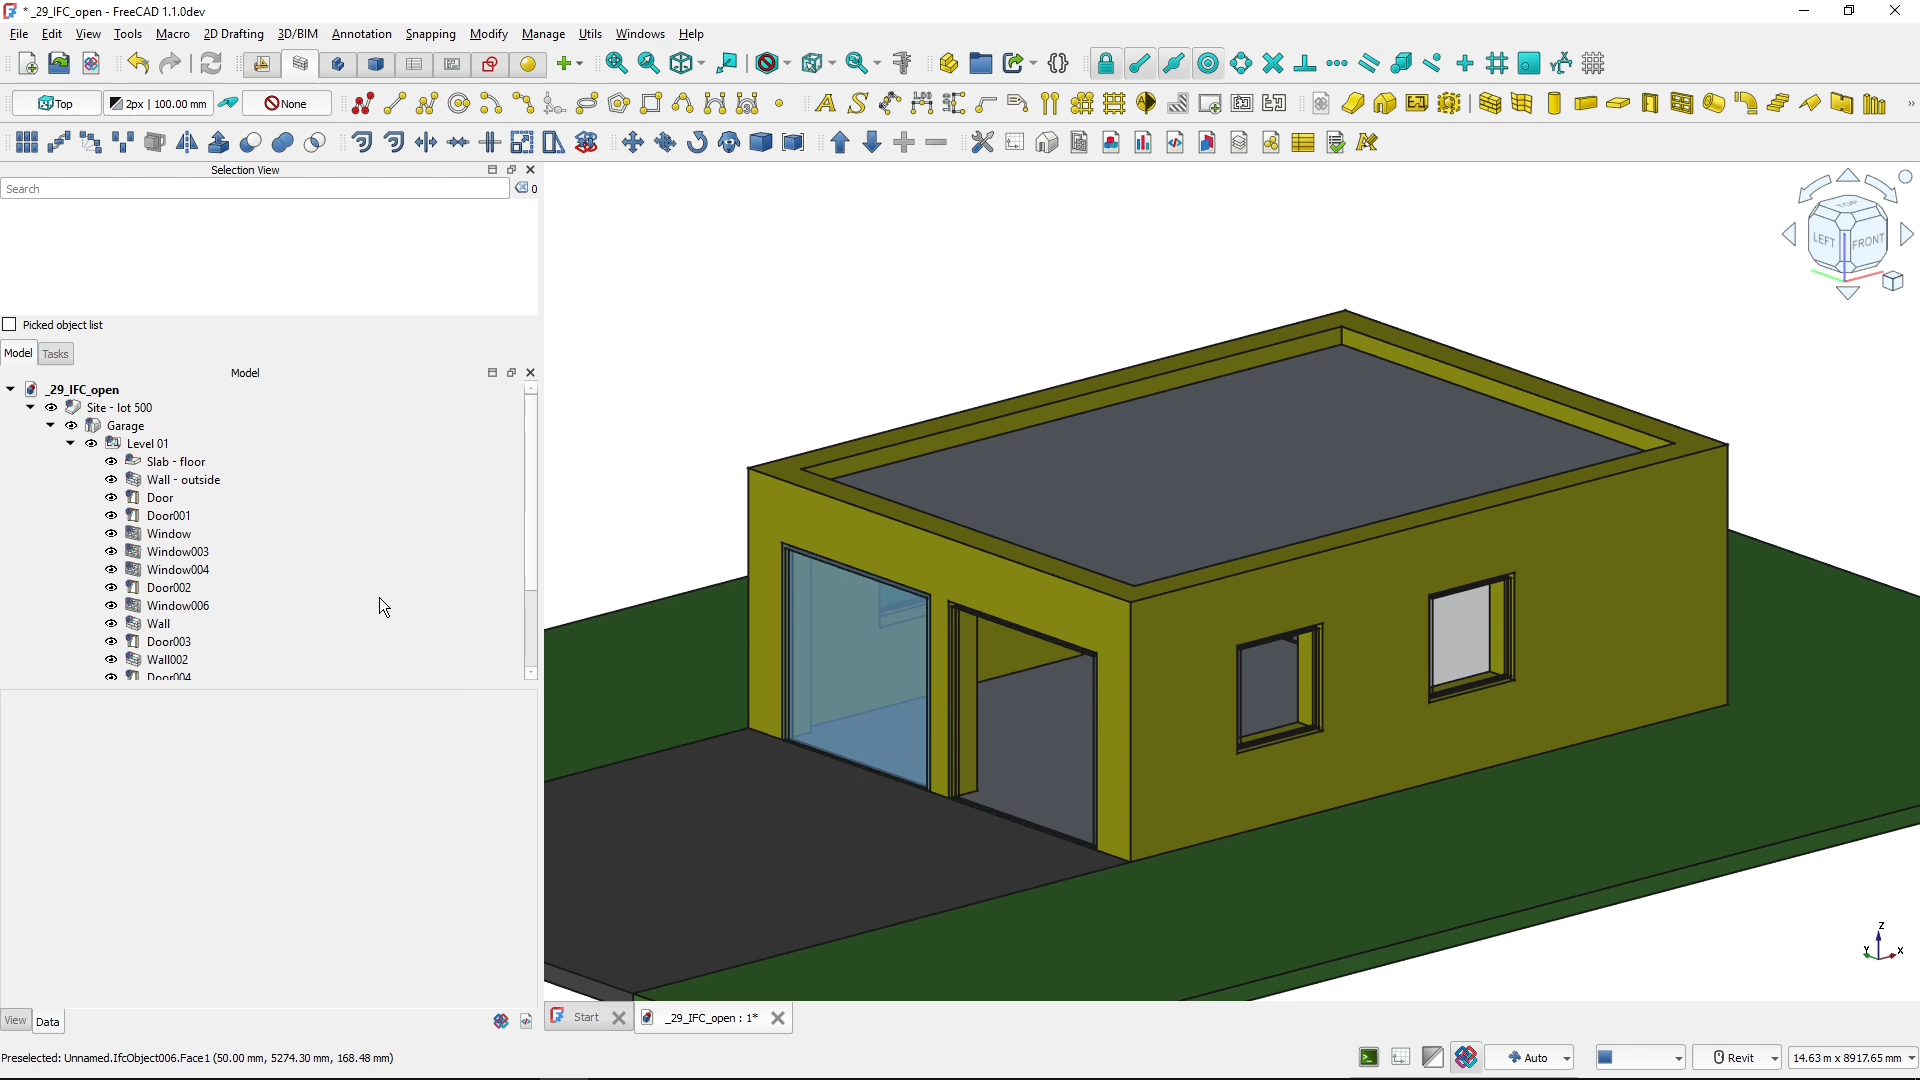 * _29_IFC_open - FreeCAD 1.1.0dev
File Edit View Tools Macro 2D Drafting 3D/BIM Annotation Snapping Modify Manage Utils Windows Help
Top 2px | 100.00 mm None
Selection View
Search 0
Picked object list
Model Tasks
Model
_29_IFC_open
Site - lot 500
Garage
Level 01
Slab - floor
Wall - outside
Door
Door001
Window
Window003
Window004
Door002
Window006
Wall
Door003
Wall002
Door004
TOP
LEFT FRONT
Z
Y X
View Data
Start _29_IFC_open : 1*
Preselected: Unnamed.IfcObject006.Face1 (50.00 mm, 5274.30 mm, 168.48 mm)
Auto Revit 14.63 m x 8917.65 mm